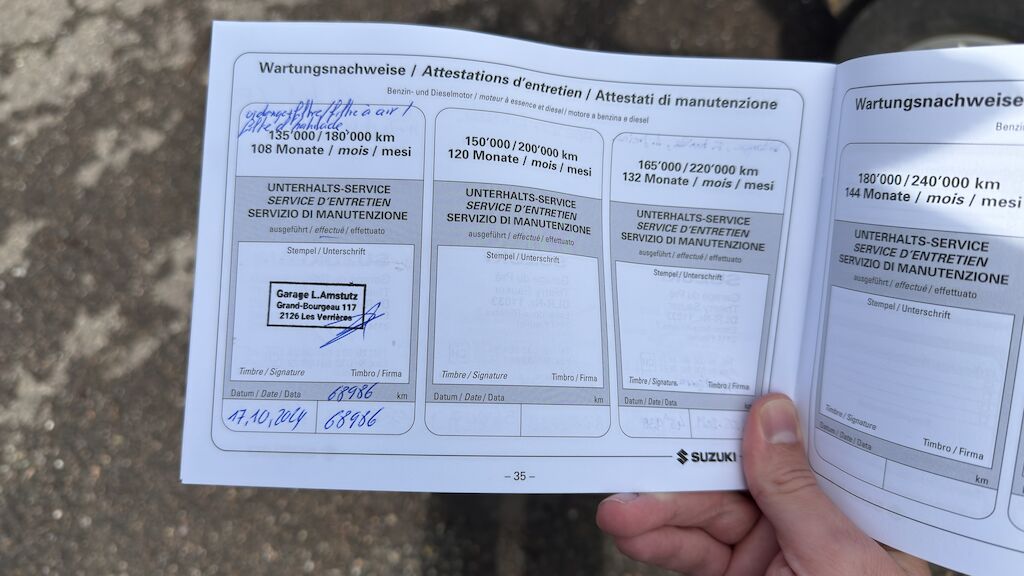 Wartungsnachweise / Attestations d'entretien / Attestati di manutenzione
Benzin- und Dieselmotor / moteur à essence et diesel / motore a benzina e diesel
filtre à air /
135'000/180'000 km
108 Monate / mois / mesi
UNTERHALTS-SERVICE
SERVICE D'ENTRETIEN
SERVIZIO DI MANUTENZIONE
ausgeführt / effectué / effettuato
Stempel / Unterschrift
Garage L.Amstutz
Grand-Bourgeau 117
2126 Les Verrières
Timbre / Signature Timbro / Firma
Datum / Date / Data 68986 km
17,10,2024 68986
150'000/200'000 km
120 Monate / mois / mesi
UNTERHALTS-SERVICE
SERVICE D'ENTRETIEN
SERVIZIO DI MANUTENZIONE
ausgeführt / effectué / effettuato
Stempel / Unterschrift
Timbre / Signature Timbro / Firma
Datum / Date / Data km
165'000/220'000 km
132 Monate / mois / mesi
UNTERHALTS-SERVICE
SERVICE D'ENTRETIEN
SERVIZIO DI MANUTENZIONE
ausgeführt / effectué / effettuato
Stempel / Unterschrift
Timbre / Signature Timbro / Firma
Datum / Date / Data
SUZUKI
– 35 –
Wartungsnachweise
180'000/240'000 km
144 Monate / mois / mesi
UNTERHALTS-SERVICE
SERVICE D'ENTRETIEN
SERVIZIO DI MANUTENZIONE
ausgeführt / effectué / effettuato
Stempel / Unterschrift
Timbre / Signature Timbro / Firma
Datum / Date / Data km